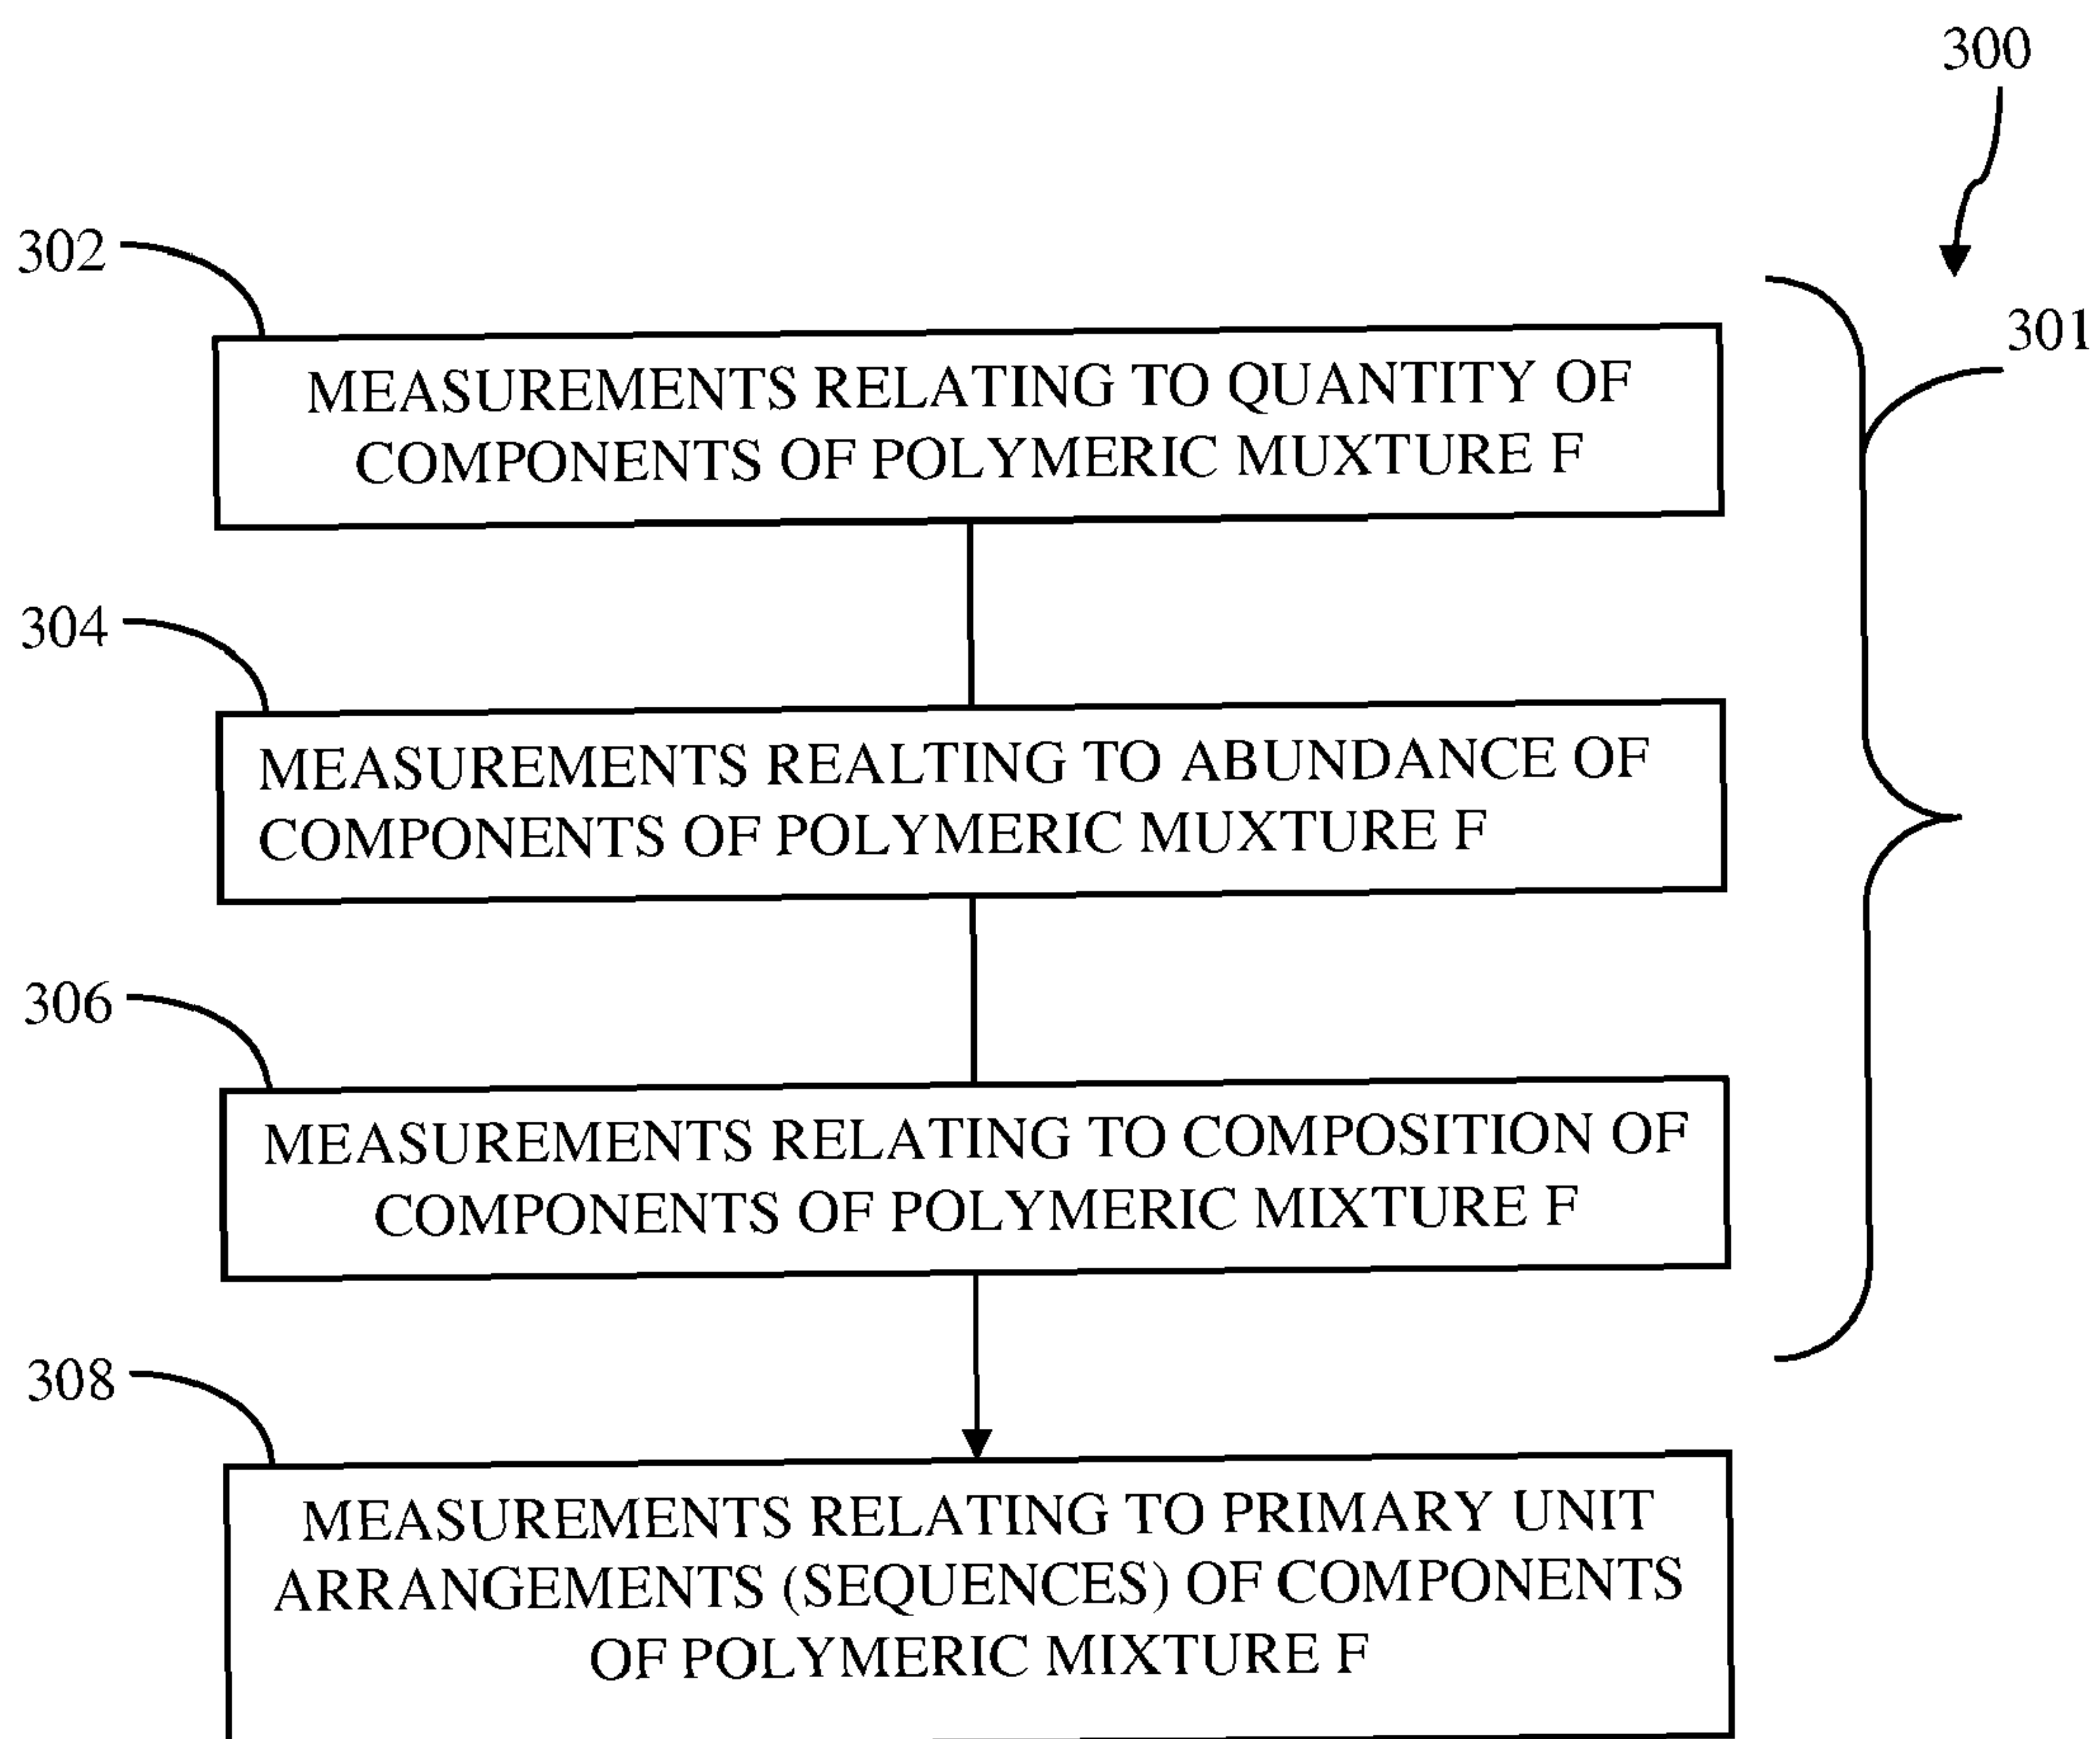 300
301
302
MEASUREMENTS RELATING TO QUANTITY OF
COMPONENTS OF POLYMERIC MUXTURE F
304
MEASUREMENTS REALTING TO ABUNDANCE OF
COMPONENTS OF POLYMERIC MUXTURE F
306
MEASUREMENTS RELATING TO COMPOSITION OF
COMPONENTS OF POLYMERIC MIXTURE F
308
MEASUREMENTS RELATING TO PRIMARY UNIT
ARRANGEMENTS (SEQUENCES) OF COMPONENTS
OF POLYMERIC MIXTURE F